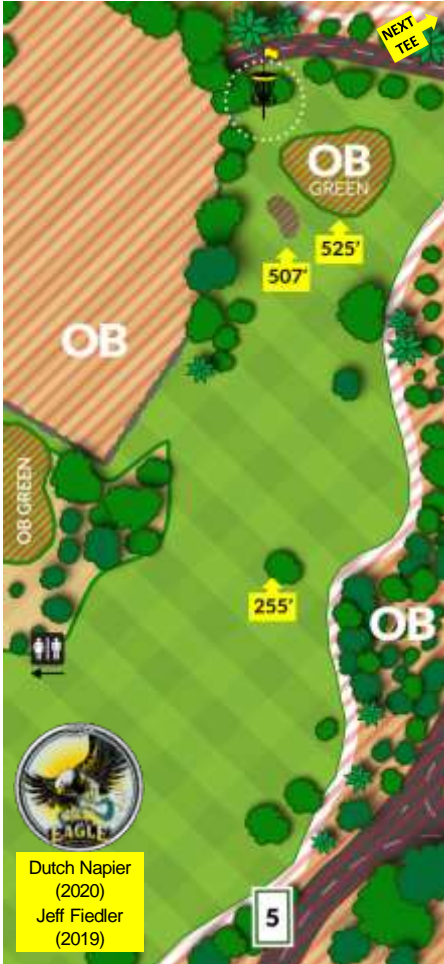 NEXT
TEE
OB
GREEN
525'
507'
OB
OB GREEN
255'
OB
EAGLE
Dutch Napier
(2020)
Jeff Fiedler
(2019)
5